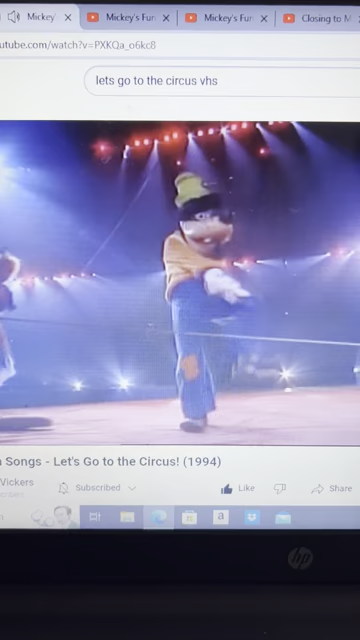 Mickey' × Mickey's Fun × Mickey's Fun × Closing to M
utube.com/watch?v=PXKQa_o6kc8
lets go to the circus vhs
Songs - Let's Go to the Circus! (1994)
Vickers
Subscribed Like Share
a
hp